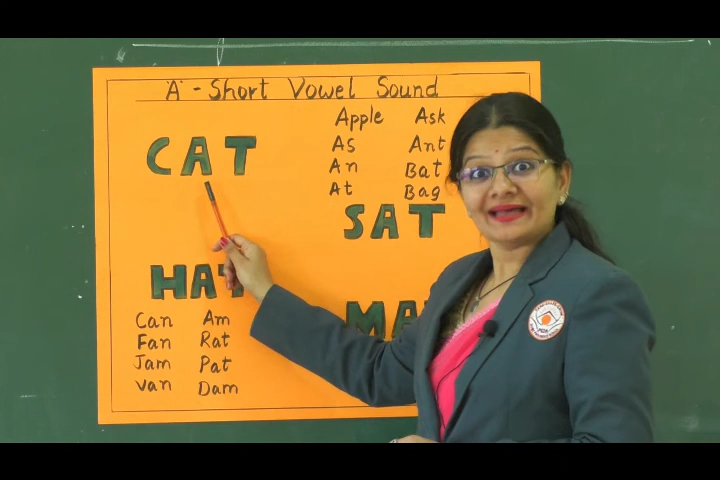 A - Short Vowel Sound
CAT
Apple Ask
As Ant
An Bat
At Bag
SAT
Can Am
Fan Rat
Jam Pat
Van Dam